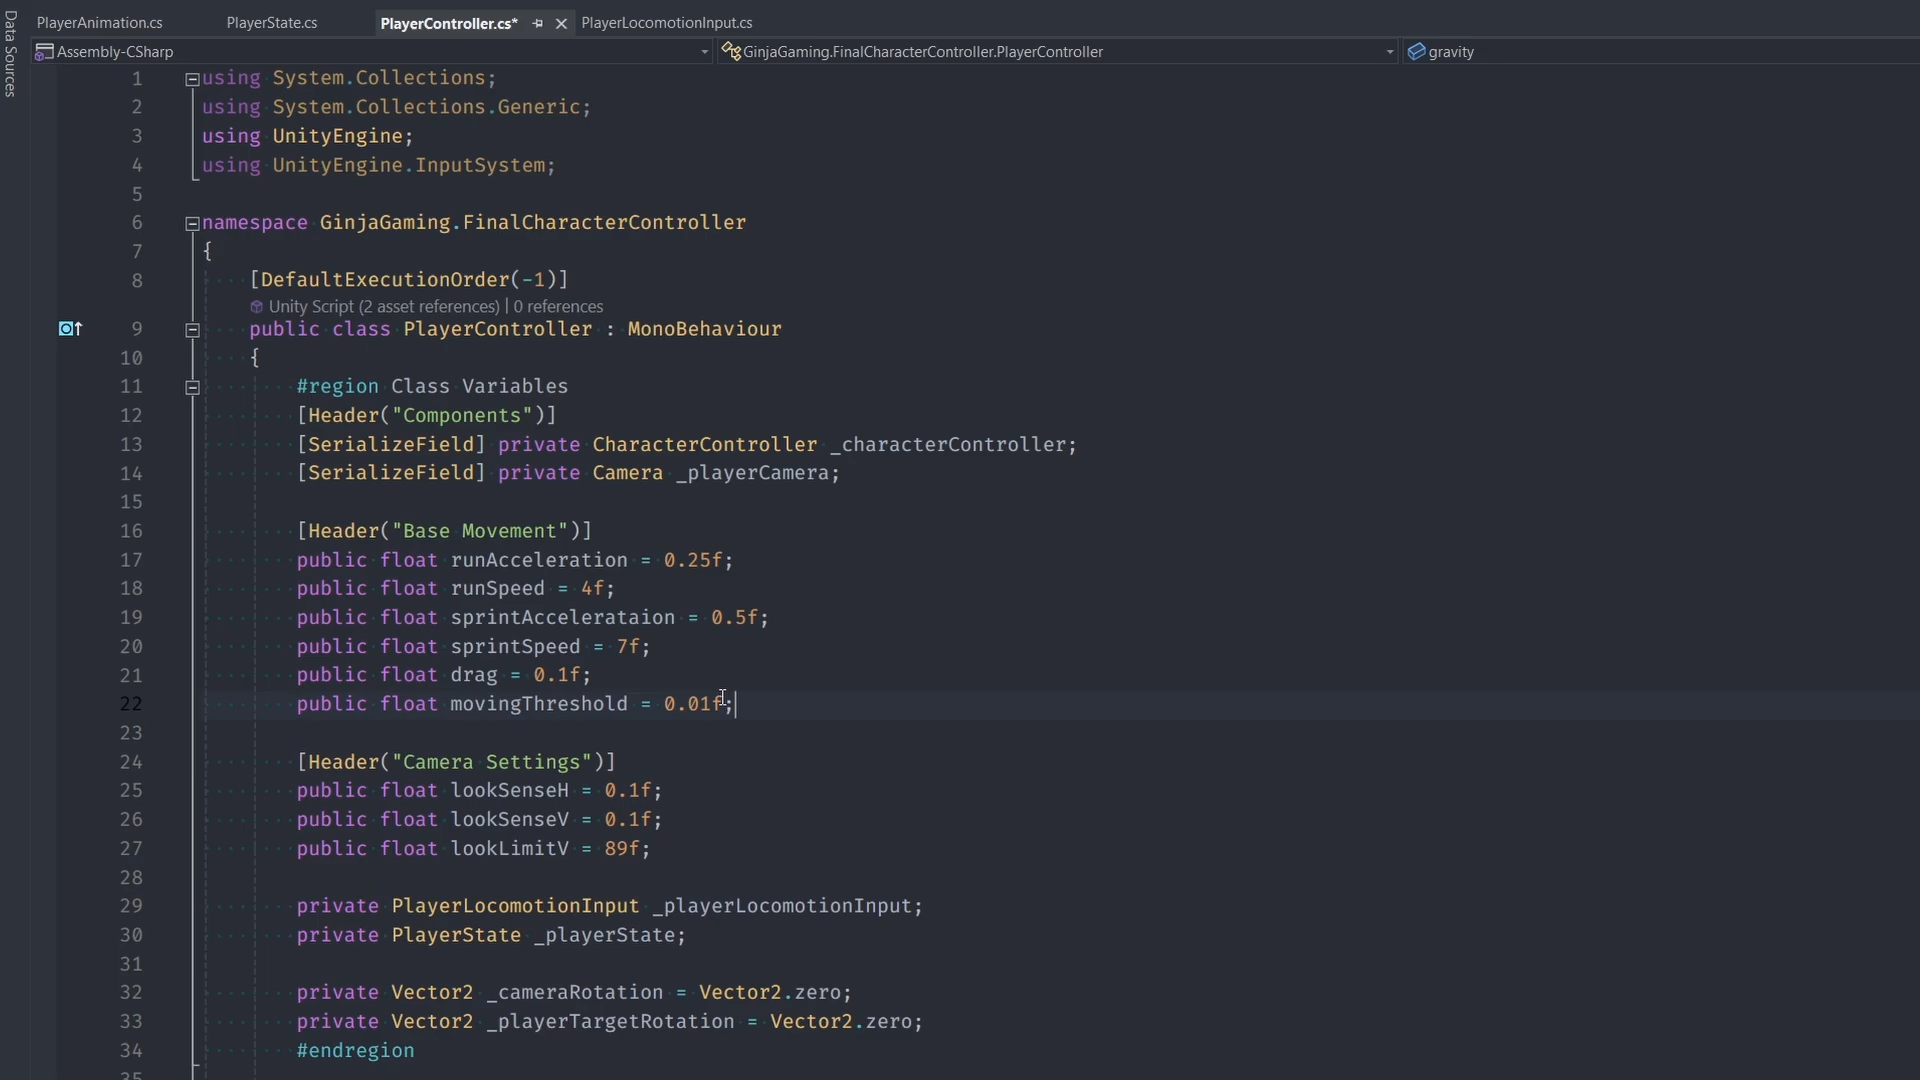 Data Sources
PlayerAnimation.cs PlayerState.cs PlayerController.cs* PlayerLocomotionInput.cs
Assembly-CSharp GinjaGaming.FinalCharacterController.PlayerController gravity
1 using System.Collections;
2 using System.Collections.Generic;
3 using UnityEngine;
4 using UnityEngine.InputSystem;
5
6 namespace GinjaGaming.FinalCharacterController
7 {
8 [DefaultExecutionOrder(-1)]
Unity Script (2 asset references) | 0 references
9 public class PlayerController : MonoBehaviour
10 {
11 #region Class Variables
12 [Header("Components")]
13 [SerializeField] private CharacterController _characterController;
14 [SerializeField] private Camera _playerCamera;
15
16 [Header("Base Movement")]
17 public float runAcceleration = 0.25f;
18 public float runSpeed = 4f;
19 public float sprintAccelerataion = 0.5f;
20 public float sprintSpeed = 7f;
21 public float drag = 0.1f;
22 public float movingThreshold = 0.01f;
23
24 [Header("Camera Settings")]
25 public float lookSenseH = 0.1f;
26 public float lookSenseV = 0.1f;
27 public float lookLimitV = 89f;
28
29 private PlayerLocomotionInput _playerLocomotionInput;
30 private PlayerState _playerState;
31
32 private Vector2 _cameraRotation = Vector2.zero;
33 private Vector2 _playerTargetRotation = Vector2.zero;
34 #endregion
35